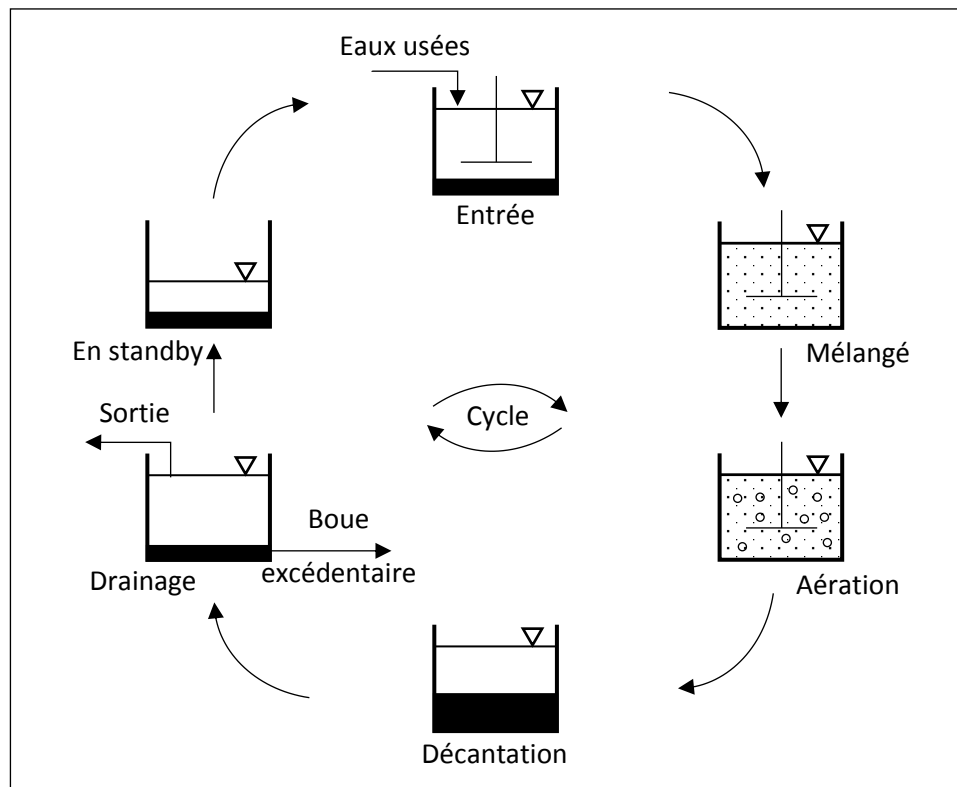 Eaux usées
Entrée
Mélangé
Aération
Décantation
Boue
excédentaire
Drainage
Sortie
En standby
Cycle